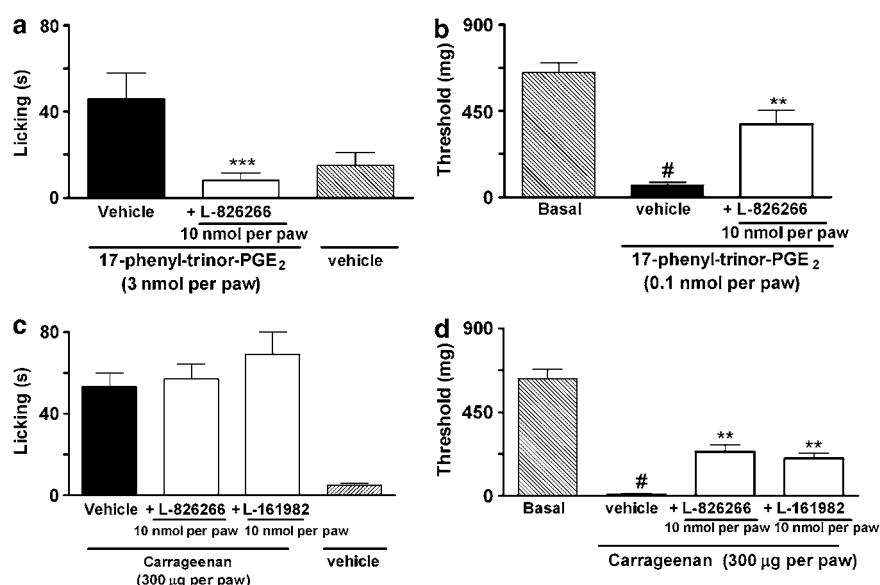 a
Licking (s)
80
40
0
***
Vehicle
+ L-826266
10 nmol per paw
17-phenyl-trinor-PGE₂
(3 nmol per paw)
vehicle
b
Threshold (mg)
900
450
0
#
**
Basal
vehicle
+ L-826266
10 nmol per paw
17-phenyl-trinor-PGE₂
(0.1 nmol per paw)
c
Licking (s)
80
40
0
Vehicle
+ L-826266
+ L-161982
10 nmol per paw
10 nmol per paw
Carrageenan
(300 μg per paw)
vehicle
d
Threshold (mg)
900
450
0
#
**
**
Basal
vehicle
+ L-826266
+ L-161982
10 nmol per paw
10 nmol per paw
Carrageenan (300 μg per paw)